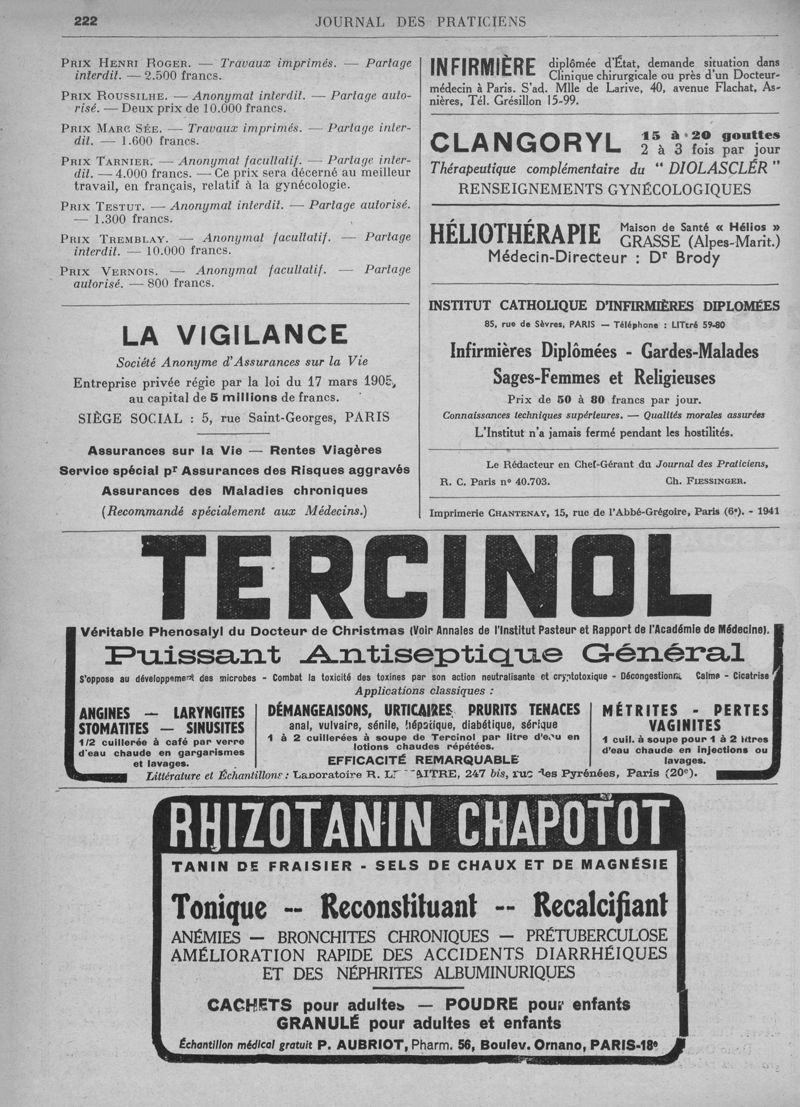 222
JOURNAL DES PRATICIENS
PRIX HENRI ROGER. — Travaux imprimés. — Partage
interdit. — 2.500 francs.
PRIX ROUSSILHE. — Anonymat interdit. — Partage auto-
risé. — Deux prix de 10.000 francs.
PRIX MARC SÉE. — Travaux imprimés. — Partage inter-
dit. — 1.600 francs.
PRIX TARNIER. — Anonymat facultatif. — Partage inter-
dit. — 4.000 francs. — Ce prix sera décerné au meilleur
travail, en français, relatif à la gynécologie.
PRIX TESTUT. — Anonymat interdit. — Partage autorisé.
— 1.300 francs.
PRIX TREMBLAY. — Anonymat facultatif. — Partage
interdit. — 10.000 francs.
PRIX VERNOIS. — Anonymat facultatif. — Partage
autorisé. — 800 francs.
LA VIGILANCE
Société Anonyme d'Assurances sur la Vie
Entreprise privée régie par la loi du 17 mars 1905,
au capital de 5 millions de francs.
SIÈGE SOCIAL : 5, rue Saint-Georges, PARIS
Assurances sur la Vie — Rentes Viagères
Service spécial pr Assurances des Risques aggravés
Assurances des Maladies chroniques
(Recommandé spécialement aux Médecins.)
INFIRMIÈRE diplômée d'État, demande situation dans
Clinique chirurgicale ou près d'un Docteur-
médecin à Paris. S'ad. Mlle de Larive, 40, avenue Flachat, As-
nières, Tél. Grésillon 15-99.
CLANGORYL 15 à 20 gouttes
2 à 3 fois par jour
Thérapeutique complémentaire du " DIOLASCLÉR "
RENSEIGNEMENTS GYNÉCOLOGIQUES
HÉLIOTHÉRAPIE Maison de Santé « Hélios »
GRASSE (Alpes-Marit.)
Médecin-Directeur : Dr Brody
INSTITUT CATHOLIQUE D'INFIRMIÈRES DIPLOMÉES
85, rue de Sèvres, PARIS — Téléphone : LITtré 59-80
Infirmières Diplômées - Gardes-Malades
Sages-Femmes et Religieuses
Prix de 50 à 80 francs par jour.
Connaissances techniques supérieures. — Qualités morales assurées
L'Institut n'a jamais fermé pendant les hostilités.
Le Rédacteur en Chef-Gérant du Journal des Praticiens,
R. C. Paris nº 40.703. Ch. FIESSINGER.
Imprimerie CHANTENAY, 15, rue de l'Abbé-Grégoire, Paris (6e). - 1941
TERCINOL
Véritable Phenosalyl du Docteur de Christmas (Voir Annales de l'Institut Pasteur et Rapport de l'Académie de Médecine).
Puissant Antiseptique Général
S'oppose au développement des microbes - Combat la toxicité des toxines par son action neutralisante et cryptotoxique - Décongestionne Calme - Cicatrise
Applications classiques :
ANGINES — LARYNGITES
STOMATITES — SINUSITES
1/2 cuillerée à café par verre
d'eau chaude en gargarismes
et lavages.
DÉMANGEAISONS, URTICAIRES PRURITS TENACES
anal, vulvaire, sénile, hépatique, diabétique, sérique
1 à 2 cuillerées à soupe de Tercinol par litre d'eau en
lotions chaudes répétées.
EFFICACITÉ REMARQUABLE
MÉTRITES - PERTES
VAGINITES
1 cuil. à soupe pour 1 à 2 litres
d'eau chaude en injections ou
lavages.
Littérature et Échantillons : Laboratoire R. 247 bis, rue des Pyrénées, Paris (20e).
RHIZOTANIN CHAPOTOT
TANIN DE FRAISIER - SELS DE CHAUX ET DE MAGNÉSIE
Tonique -- Reconstituant -- Recalcifiant
ANÉMIES — BRONCHITES CHRONIQUES — PRÉTUBERCULOSE
AMÉLIORATION RAPIDE DES ACCIDENTS DIARRHÉIQUES
ET DES NÉPHRITES ALBUMINURIQUES
CACHETS pour adultes — POUDRE pour enfants
GRANULÉ pour adultes et enfants
Échantillon médical gratuit P. AUBRIOT, Pharm. 56, Boulev. Ornano, PARIS-18e